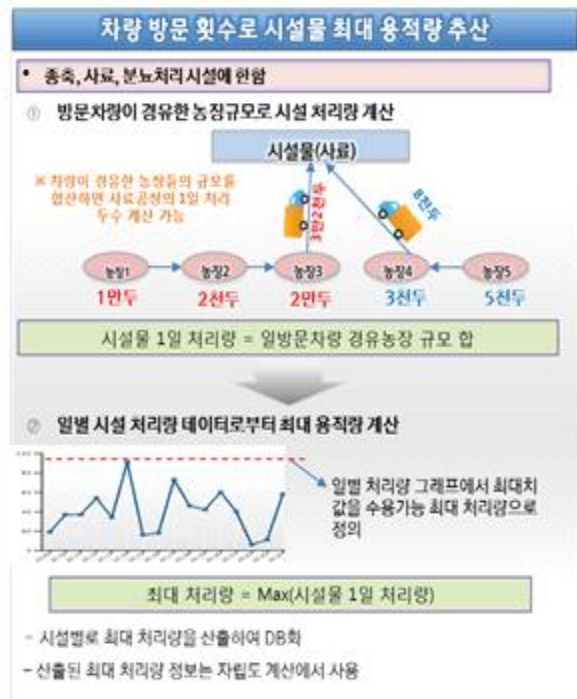 차량 방문 횟수로 시설물 최대 용적량 추산
• 종축, 사료, 분뇨처리시설에 한함
① 방문차량이 경유한 농장규모로 시설 처리량 계산
시설물(사료)
※ 차량이 경유한 농장들의 규모를
합산하면 사료공장의 1일 처리
두수 계산 가능
3만2천두
8천두
농장1
농장2
농장3
농장4
농장5
1만두
2천두
2만두
3천두
5천두
시설물 1일 처리량 = 일방문차량 경유농장 규모 합
② 일별 시설 처리량 데이터로부터 최대 용적량 계산
일별 처리량 그래프에서 최대치
값을 수용가능 최대 처리량으로
정의
최대 처리량 = Max(시설물 1일 처리량)
- 시설별로 최대 처리량을 산출하여 DB화
- 산출된 최대 처리량 정보는 자립도 계산에서 사용